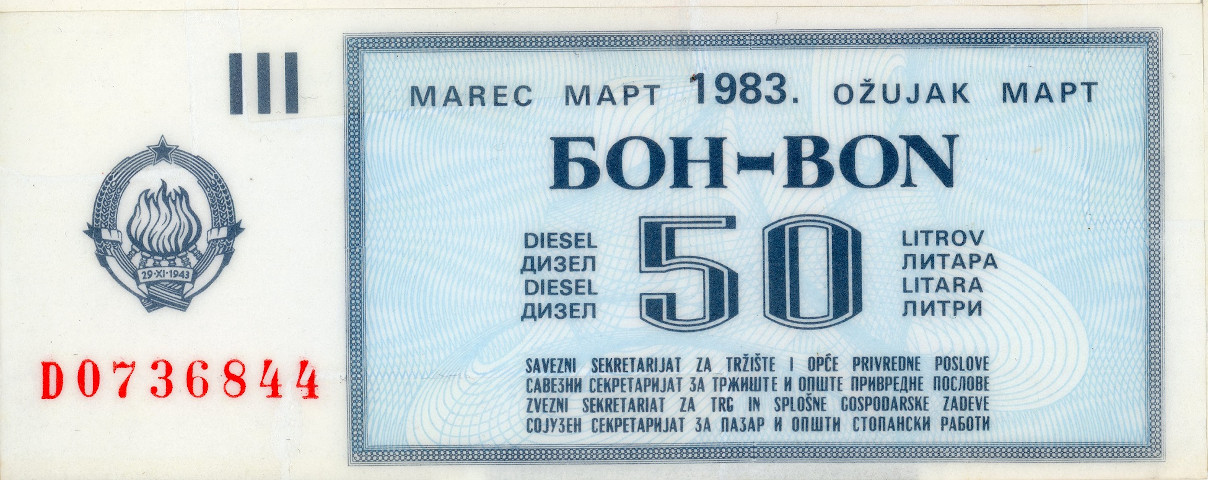 III
MAREC МАРТ 1983. OŽUJAK МАРТ
БОН-BON
DIESEL 50 LITROV
ДИЗЕЛ ЛИТАРА
DIESEL LITARA
ДИЗЕЛ ЛИТРИ
29·XI·1943
D0736844
SAVEZNI SEKRETARIJAT ZA TRŽIŠTE I OPĆE PRIVREDNE POSLOVE
САВЕЗНИ СЕКРЕТАРИЈАТ ЗА ТРЖИШТЕ И ОПШТЕ ПРИВРЕДНЕ ПОСЛОВЕ
ZVEZNI SEKRETARIAT ZA TRG IN SPLOŠNE GOSPODARSKE ZADEVE
СОЈУЗЕН СЕКРЕТАРИЈАТ ЗА ПАЗАР И ОПШТИ СТОПАНСКИ РАБОТИ